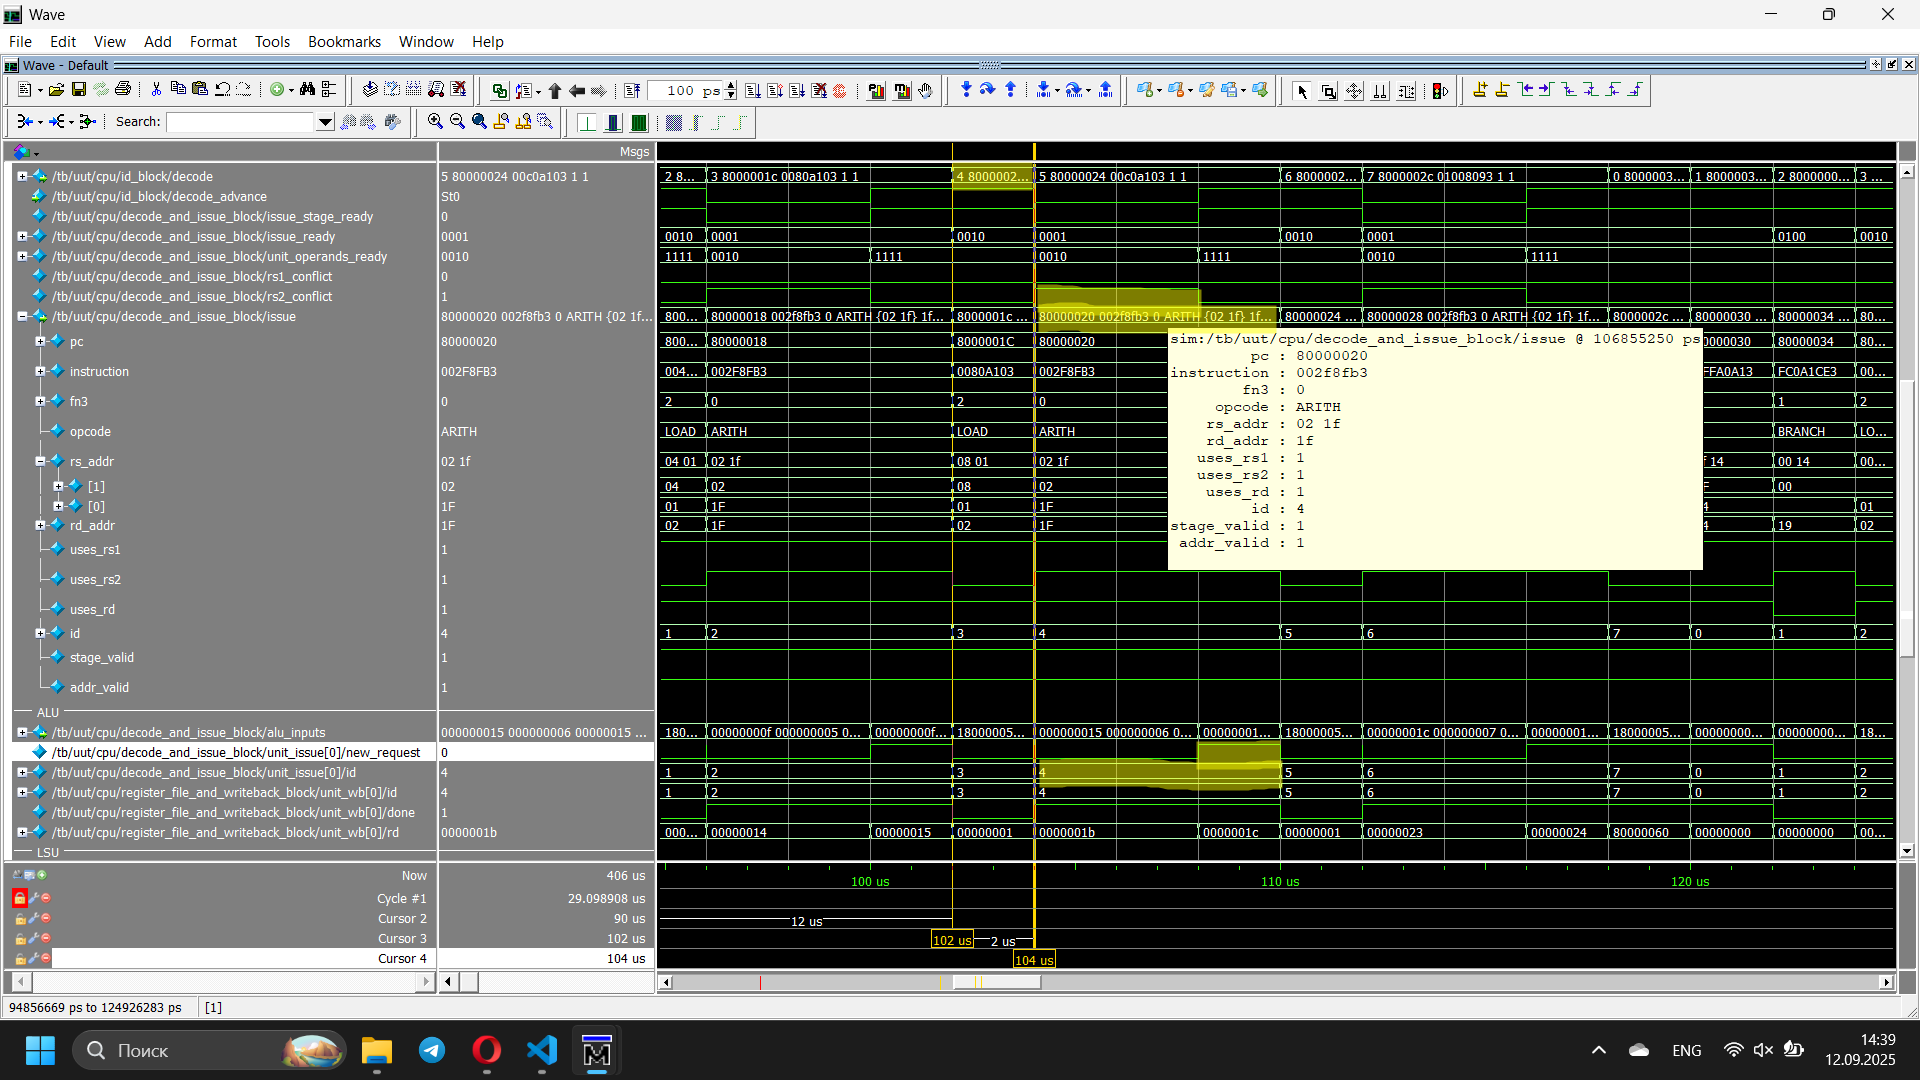 Wave
File Edit View Add Format Tools Bookmarks Window Help
Wave - Default
100 ps
Search:
Msgs
/tb/uut/cpu/id_block/decode 5 80000024 00c0a103 1 1 2 8... 3 8000001c 0080a103 1 1 4 8000002... 5 80000024 00c0a103 1 1 6 8000002... 7 8000002c 01008093 1 1 0 8000003... 1 8000003... 2 8000000... 3 ...
/tb/uut/cpu/id_block/decode_advance St0
/tb/uut/cpu/decode_and_issue_block/issue_stage_ready 0
/tb/uut/cpu/decode_and_issue_block/issue_ready 0001 0010 0001 0010 0001 0010 0001 0100 0010
/tb/uut/cpu/decode_and_issue_block/unit_operands_ready 0010 1111 0010 1111 0010 1111 0010 1111
/tb/uut/cpu/decode_and_issue_block/rs1_conflict 0
/tb/uut/cpu/decode_and_issue_block/rs2_conflict 1
/tb/uut/cpu/decode_and_issue_block/issue 80000020 002f8fb3 0 ARITH {02 1f... 800... 80000018 002f8fb3 0 ARITH {02 1f} 1f... 8000001c ... 80000020 002f8fb3 0 ARITH {02 1f} 1f... 80000024 ... 80000028 002f8fb3 0 ARITH {02 1f} 1f... 8000002c ... 80000030 ... 80000034 ... 80...
pc 80000020 800... 80000018 8000001C 80000020 0000030 80000034 80...
instruction 002F8FB3 004... 002F8FB3 0080A103 002F8FB3 FFA0A13 FC0A1CE3 00...
fn3 0 2 0 2 0 1 2
opcode ARITH LOAD ARITH LOAD ARITH BRANCH LO...
rs_addr 02 1f 04 01 02 1f 08 01 02 1f f 14 00 14 00...
[1] 02 04 02 08 02 F 00
[0] 1F 01 1F 01 1F 4 01
rd_addr 1F 02 1F 02 1F 4 19 02
uses_rs1 1
uses_rs2 1
uses_rd 1
id 4 1 2 3 4 5 6 7 0 1 2
stage_valid 1
addr_valid 1
sim:/tb/uut/cpu/decode_and_issue_block/issue @ 106855250 ps
pc : 80000020
instruction : 002f8fb3
fn3 : 0
opcode : ARITH
rs_addr : 02 1f
rd_addr : 1f
uses_rs1 : 1
uses_rs2 : 1
uses_rd : 1
id : 4
stage_valid : 1
addr_valid : 1
ALU
/tb/uut/cpu/decode_and_issue_block/alu_inputs 000000015 000000006 00000015 ... 180... 00000000f 000000005 0... 00000000f... 18000005... 000000015 000000006 0... 00000001... 18000005... 00000001c 000000007 0... 00000001... 18000005... 00000000... 00000000... 18...
/tb/uut/cpu/decode_and_issue_block/unit_issue[0]/new_request 0
/tb/uut/cpu/decode_and_issue_block/unit_issue[0]/id 4 1 2 3 4 5 6 7 0 1 2
/tb/uut/cpu/register_file_and_writeback_block/unit_wb[0]/id 4 1 2 3 4 5 6 7 0 1 2
/tb/uut/cpu/register_file_and_writeback_block/unit_wb[0]/done 1
/tb/uut/cpu/register_file_and_writeback_block/unit_wb[0]/rd 0000001b 000... 00000014 00000015 00000001 0000001b 0000001c 00000001 00000023 00000024 80000060 00000000 00000000 00...
LSU
Now 406 us 100 us 110 us 120 us
Cycle #1 29.098908 us
Cursor 2 90 us 12 us
Cursor 3 102 us 102 us 2 us
Cursor 4 104 us 104 us
94856669 ps to 124926283 ps [1]
Поиск
ENG
14:39
12.09.2025